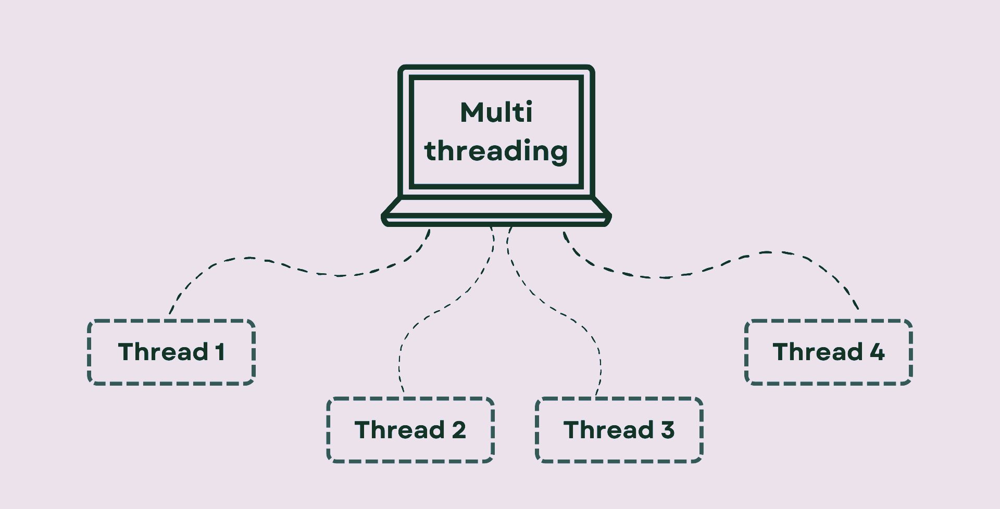 Multi
threading
Thread 1
Thread 4
Thread 2
Thread 3